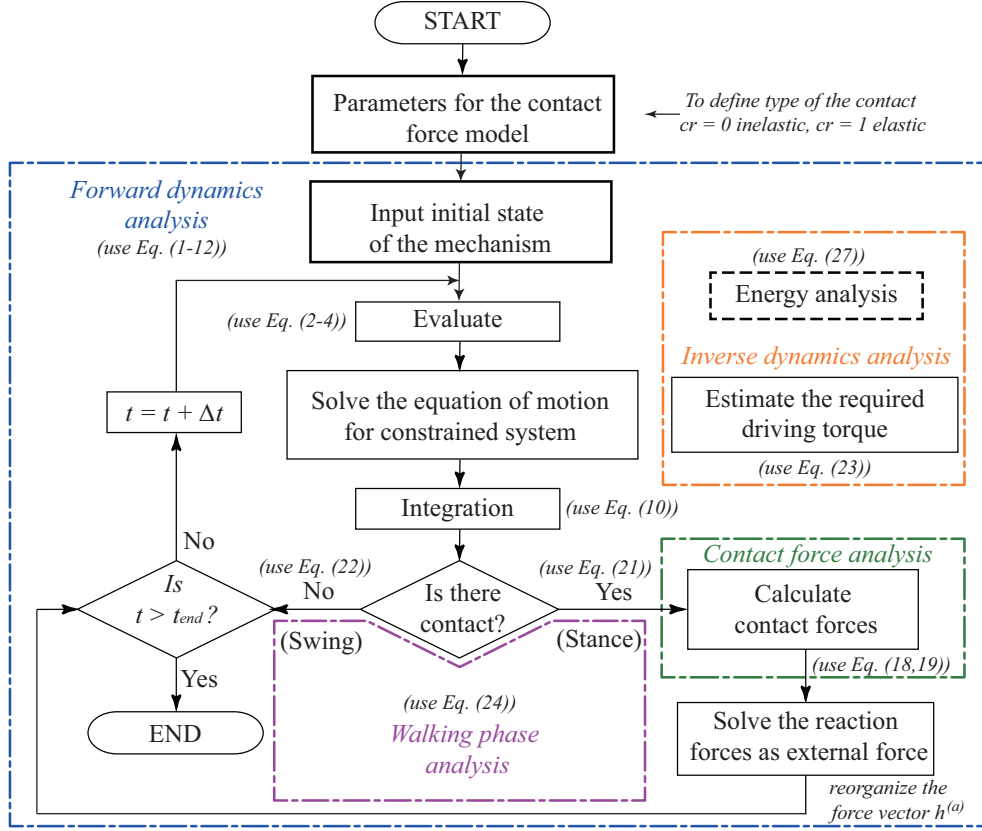 START
Parameters for the contact
force model
To define type of the contact
cr = 0 inelastic, cr = 1 elastic
Forward dynamics
analysis
(use Eq. (1-12))
Input initial state
of the mechanism
(use Eq. (27))
Energy analysis
(use Eq. (2-4))
Evaluate
Inverse dynamics analysis
Estimate the required
driving torque
(use Eq. (23))
t = t + Δt
Solve the equation of motion
for constrained system
Integration
(use Eq. (10))
No
(use Eq. (22))
(use Eq. (21))
Contact force analysis
Is
t > tend?
No
Is there
contact?
Yes
Calculate
contact forces
(Swing)
(Stance)
(use Eq. (18,19))
Yes
END
(use Eq. (24))
Walking phase
analysis
Solve the reaction
forces as external force
reorganize the
force vector h(a)